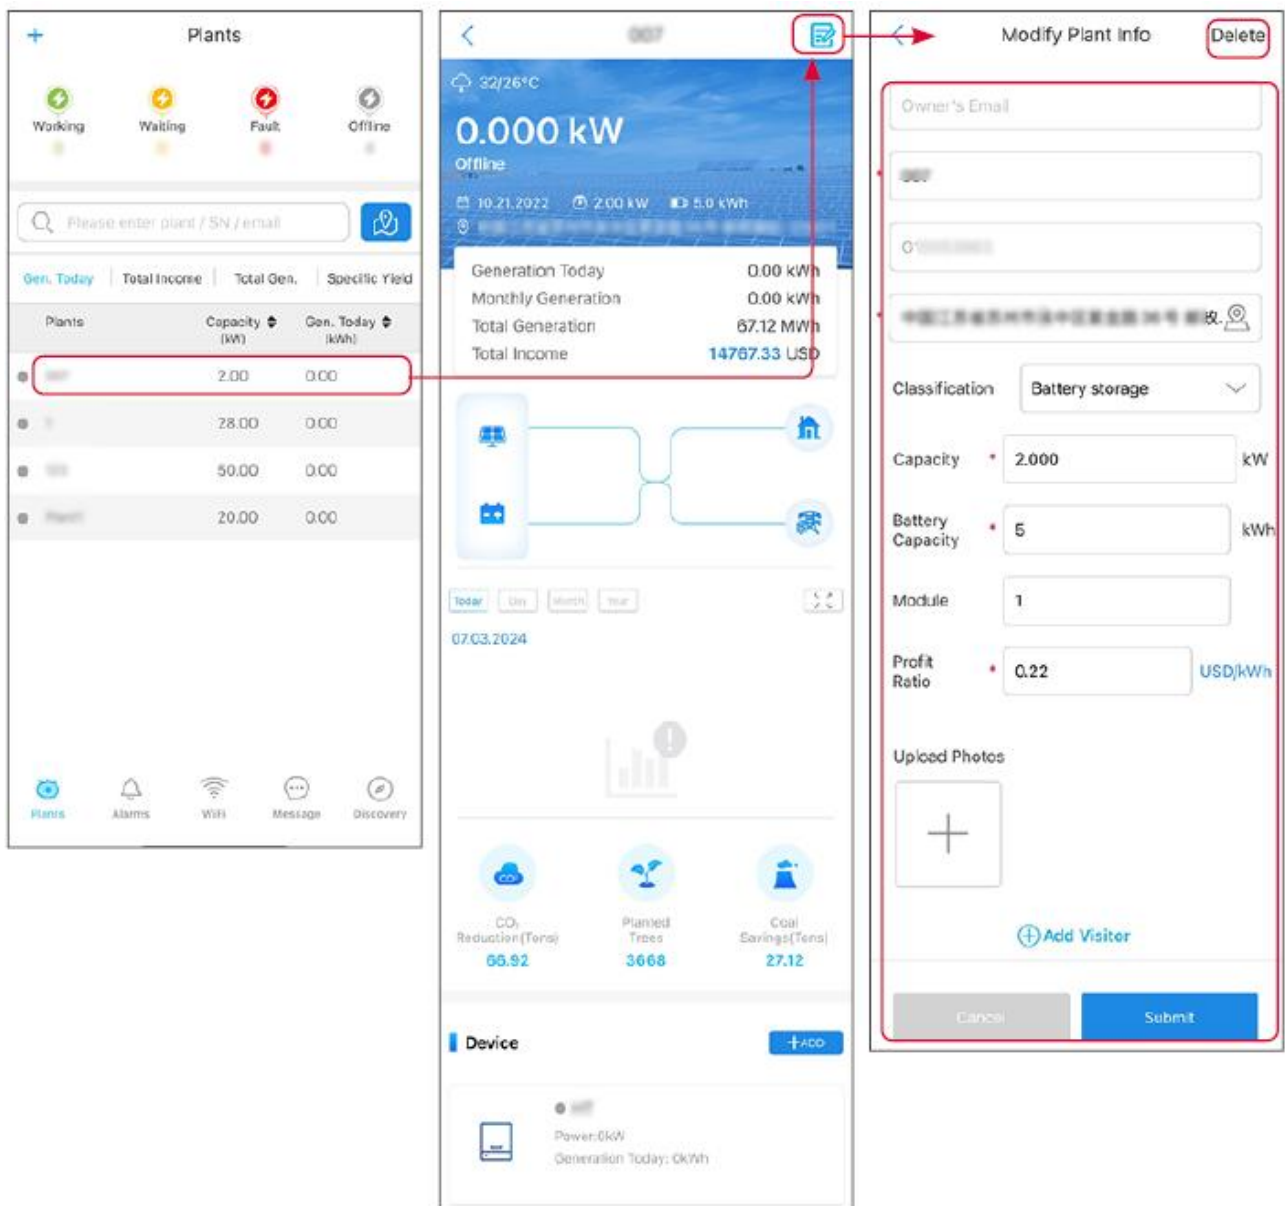 Plants
Working
Waiting
Fault
Offline
Please enter plant / SN / email
Gen. Today
Total Income
Total Gen.
Specific Yield
Plants
Capacity
(kW)
Gen. Today
(kWh)
2.00 0.00
28.00 0.00
50.00 0.00
20.00 0.00
Plants
Alarms
WiFi
Message
Discovery
007
32/26°C
0.000 kW
Offline
10.21.2022 2.00 kW 5.0 kWh
Generation Today 0.00 kWh
Monthly Generation 0.00 kWh
Total Generation 67.12 MWh
Total Income 14767.33 USD
Today Day Month Year
07.03.2024
CO₂
Reduction(Tons)
66.92
Planted
Trees
3668
Coal
Savings(Tons)
27.12
Device
+ADD
Power:0kW
Generation Today: 0kWh
Modify Plant Info
Delete
Owner's Email
007
Classification Battery storage
Capacity * 2.000 kW
Battery
Capacity
* 5 kWh
Module 1
Profit
Ratio
* 0.22 USD/kWh
Upload Photos
Add Visitor
Cancel
Submit